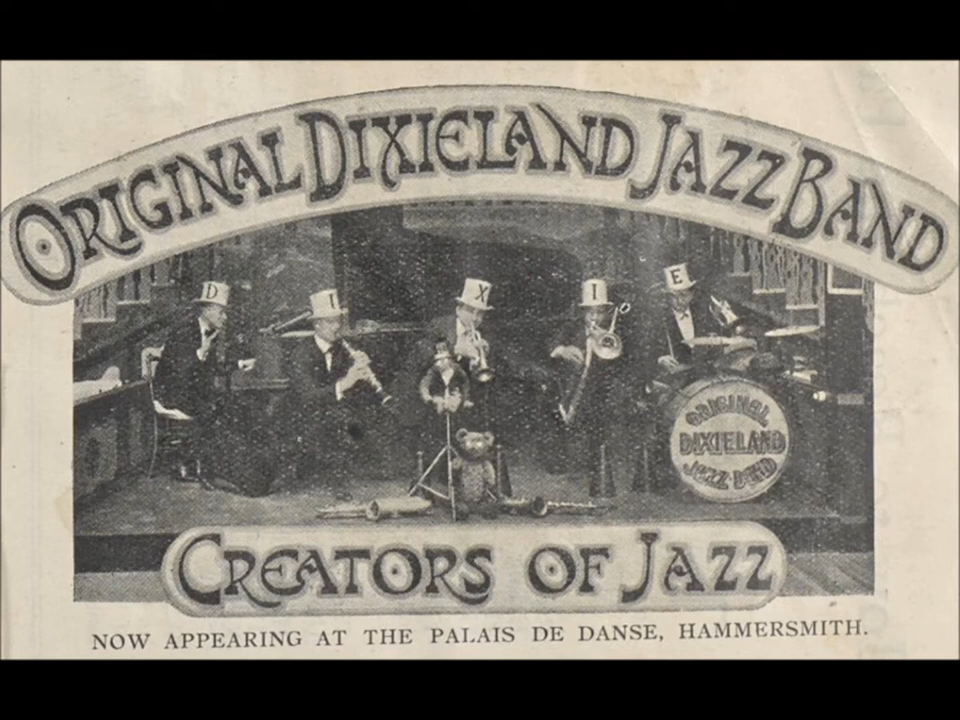 ORIGINAL DIXIELAND JAZZ BAND
D I X I E
ORIGINAL
DIXIELAND
JAZZ BAND
CREATORS OF JAZZ
NOW APPEARING AT THE PALAIS DE DANSE, HAMMERSMITH.